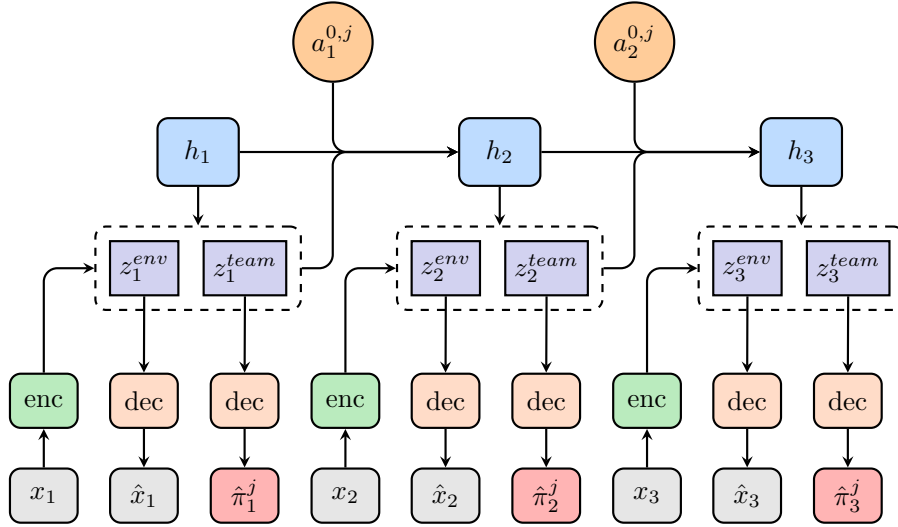 a_1^{0,j} a_2^{0,j}
h_1 h_2 h_3
z_1^{env} z_1^{team} z_2^{env} z_2^{team} z_3^{env} z_3^{team}
enc dec dec enc dec dec enc dec dec
x_1 x̂_1 π̂_1^j x_2 x̂_2 π̂_2^j x_3 x̂_3 π̂_3^j